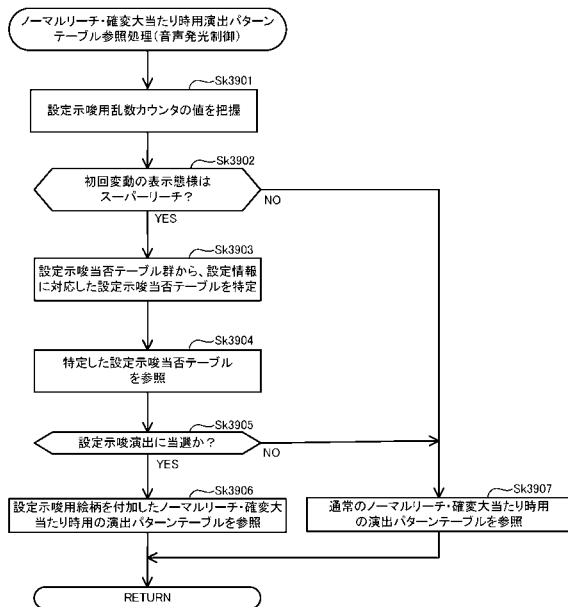 ノーマルリーチ・確変大当たり時用演出パターン
テーブル参照処理(音声発光制御)
Sk3901
設定示唆用乱数カウンタの値を把握
Sk3902
初回変動の表示態様は
スーパーリーチ？
NO
YES
Sk3903
設定示唆当否テーブル群から、設定情報
に対応した設定示唆当否テーブルを特定
Sk3904
特定した設定示唆当否テーブル
を参照
Sk3905
設定示唆演出に当選か？
NO
YES
Sk3906
設定示唆用絵柄を付加したノーマルリーチ・確変大
当たり時用の演出パターンテーブルを参照
Sk3907
通常のノーマルリーチ・確変大当たり時用
の演出パターンテーブルを参照
RETURN